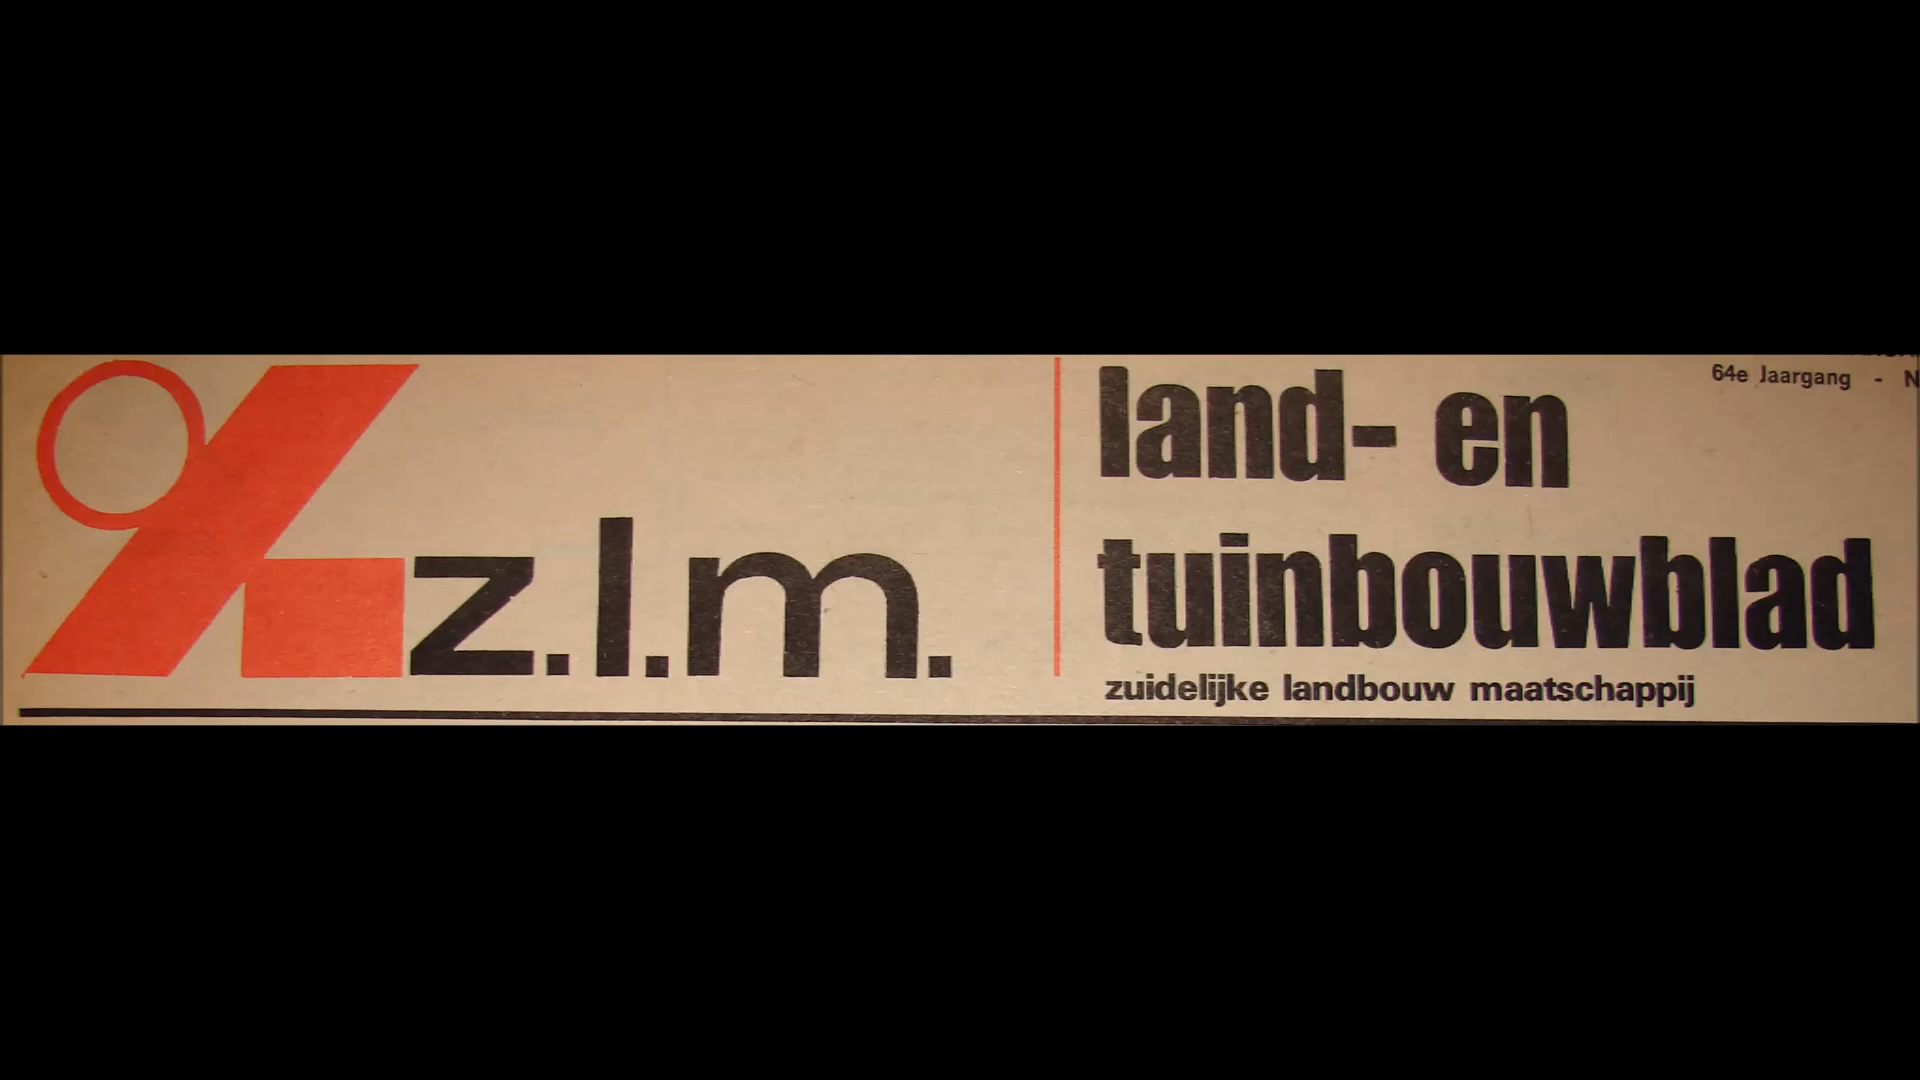 z.l.m.
land- en
tuinbouwblad
zuidelijke landbouw maatschappij
64e Jaargang - N